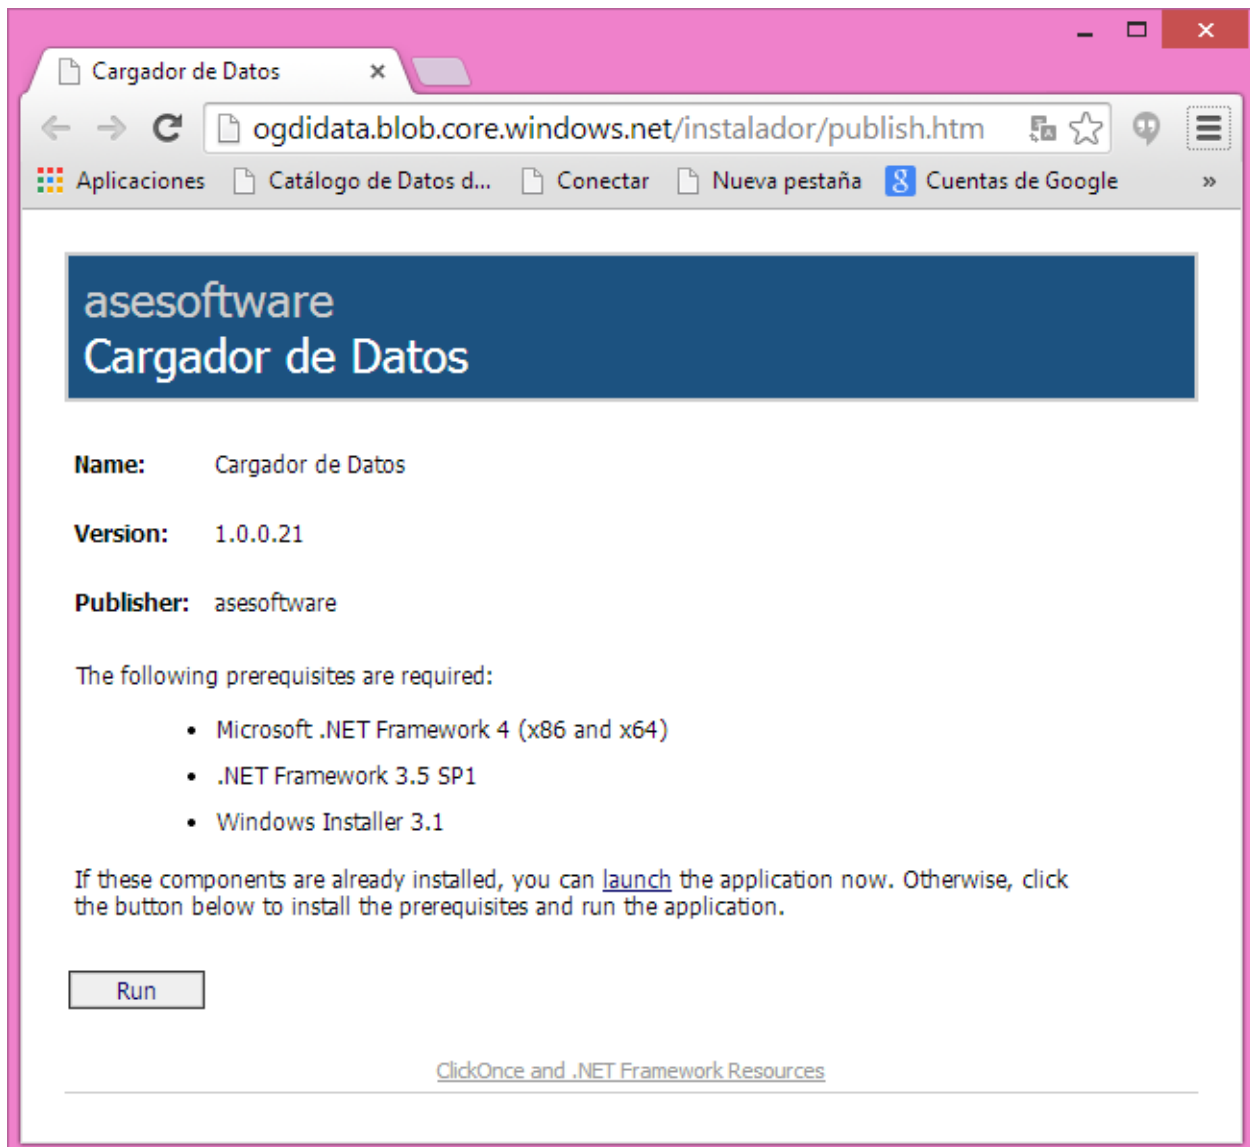 Cargador de Datos
ogdidata.blob.core.windows.net/instalador/publish.htm
Aplicaciones Catálogo de Datos d... Conectar Nueva pestaña Cuentas de Google »
asesoftware
Cargador de Datos
Name: Cargador de Datos
Version: 1.0.0.21
Publisher: asesoftware
The following prerequisites are required:
• Microsoft .NET Framework 4 (x86 and x64)
• .NET Framework 3.5 SP1
• Windows Installer 3.1
If these components are already installed, you can launch the application now. Otherwise, click
the button below to install the prerequisites and run the application.
Run
ClickOnce and .NET Framework Resources